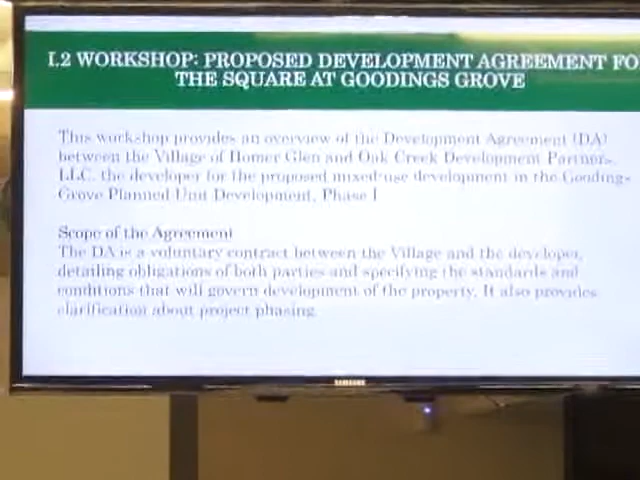 I.2 WORKSHOP: PROPOSED DEVELOPMENT AGREEMENT FO
THE SQUARE AT GOODINGS GROVE
This workshop provides an overview of the Development Agreement (DA)
between the Village of Homer Glen and Oak Creek Development Partners,
LLC, the developer for the proposed mixed-use development in the Goodings
Grove Planned Unit Development, Phase I
Scope of the Agreement
The DA is a voluntary contract between the Village and the developer,
detailing obligations of both parties and specifying the standards and
conditions that will govern development of the property. It also provides
clarification about project phasing.
SAMSUNG